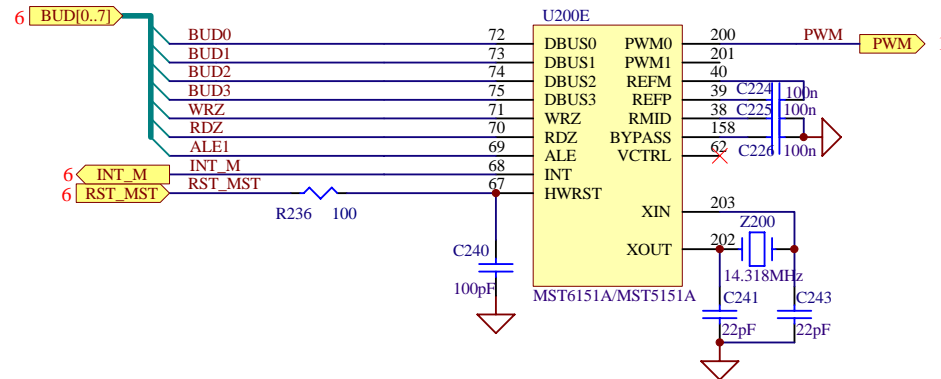 U200E
6 BUD[0..7]
BUD0 72 DBUS0 PWM0 200 PWM PWM
BUD1 73 DBUS1 PWM1 201
BUD2 74 DBUS2 REFM 40
BUD3 75 DBUS3 REFP 39 C224 100n
WRZ 71 WRZ RMID 38 C225 100n
RDZ 70 RDZ BYPASS 158
ALE1 69 ALE VCTRL 62 C226 100n
6 INT_M INT_M 68 INT
6 RST_MST RST_MST 67 HWRST
R236 100
XIN 203
XOUT 202 Z200
14.318MHz
C240
100pF
MST6151A/MST5151A
C241 C243
22pF 22pF